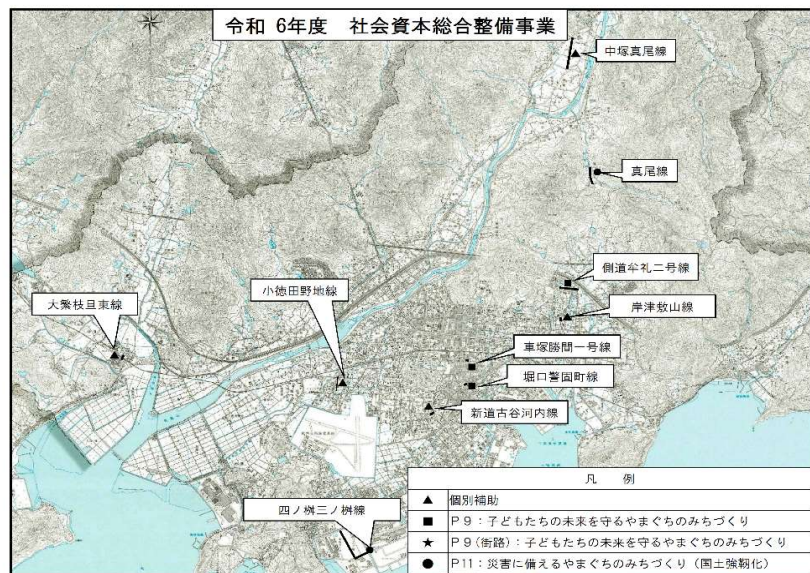 令和 6年度 社会資本総合整備事業
中塚真尾線
真尾線
側道牟礼二号線
岸津敷山線
小徳田野地線
大繁枝旦東線
車塚勝間一号線
堀口警固町線
新道古谷河内線
四ノ桝三ノ桝線
凡 例
▲ 個別補助
■ P9:子どもたちの未来を守るやまぐちのみちづくり
★ P9(街路):子どもたちの未来を守るやまぐちのみちづくり
● P11:災害に備えるやまぐちのみちづくり(国土強靭化)